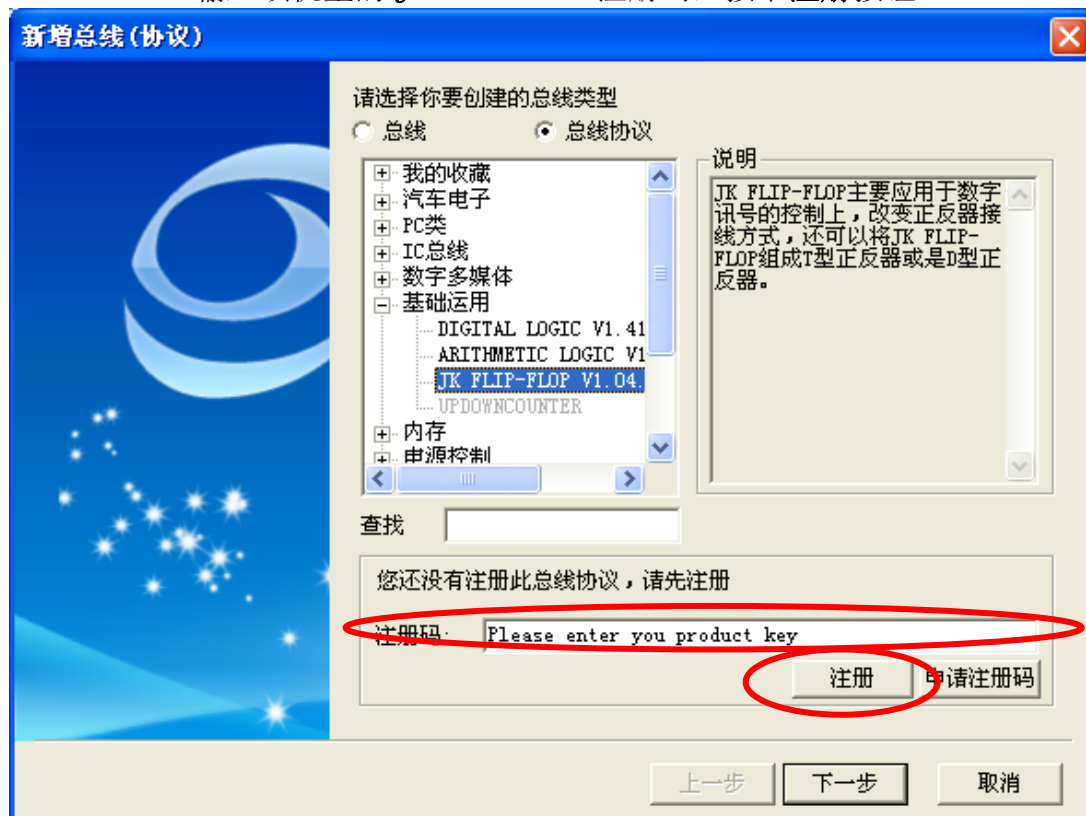 新增总线(协议)
请选择你要创建的总线类型
总线 总线协议
我的收藏
汽车电子
PC类
IC总线
数字多媒体
基础运用
DIGITAL LOGIC V1.41
ARITHMETIC LOGIC V1
JK FLIP-FLOP V1.04.
UPDOWNCOUNTER
内存
电源控制
说明
JK FLIP-FLOP主要应用于数字
讯号的控制上，改变正反器接
线方式，还可以将JK FLIP-
FLOP组成T型正反器或是D型正
反器。
查找
您还没有注册此总线协议，请先注册
注册码: Please enter you product key
注册 申请注册码
上一步 下一步 取消